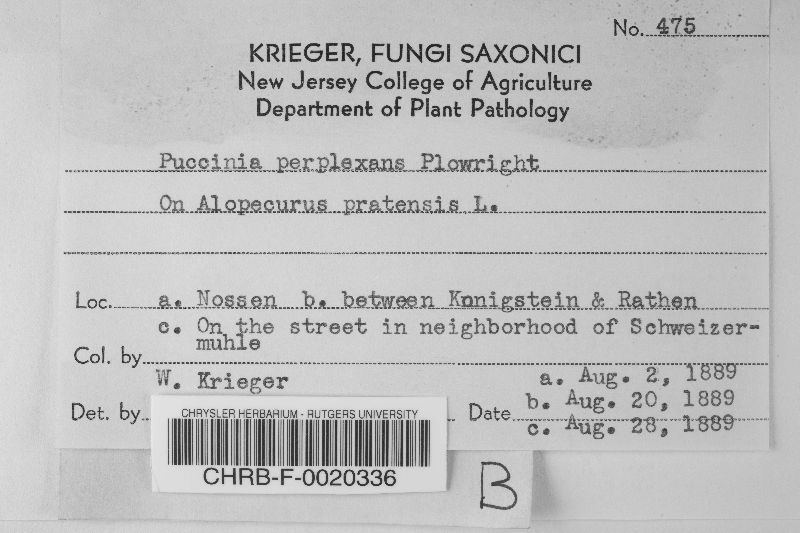 No. 475
KRIEGER, FUNGI SAXONICI
New Jersey College of Agriculture
Department of Plant Pathology
Puccinia perplexans Plowright
On Alopecurus pratensis L.
Loc. a. Nossen b. between Konigstein & Rathen
c. On the street in neighborhood of Schweizer-
muhle
Col. by
W. Krieger a. Aug. 2, 1889
b. Aug. 20, 1889
Det. by Date
c. Aug. 28, 1889
CHRYSLER HERBARIUM - RUTGERS UNIVERSITY
CHRB-F-0020336
B